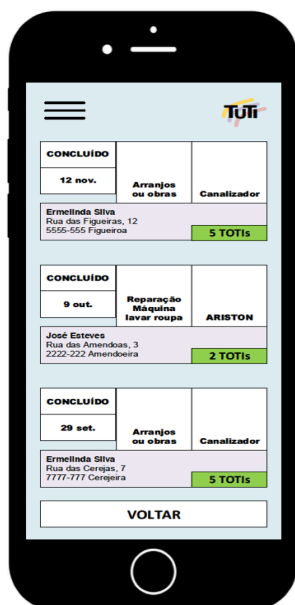 TUTi
CONCLUÍDO
12 nov.
Arranjos
ou obras
Canalizador
Ermelinda Silva
Rua das Figueiras, 12
5555-555 Figueiroa
5 TOTIs
CONCLUÍDO
9 out.
Reparação
Máquina
lavar roupa
ARISTON
José Esteves
Rua das Amendoas, 3
2222-222 Amendoeira
2 TOTIs
CONCLUÍDO
29 set.
Arranjos
ou obras
Canalizador
Ermelinda Silva
Rua das Cerejas, 7
7777-777 Cerejeira
5 TOTIs
VOLTAR